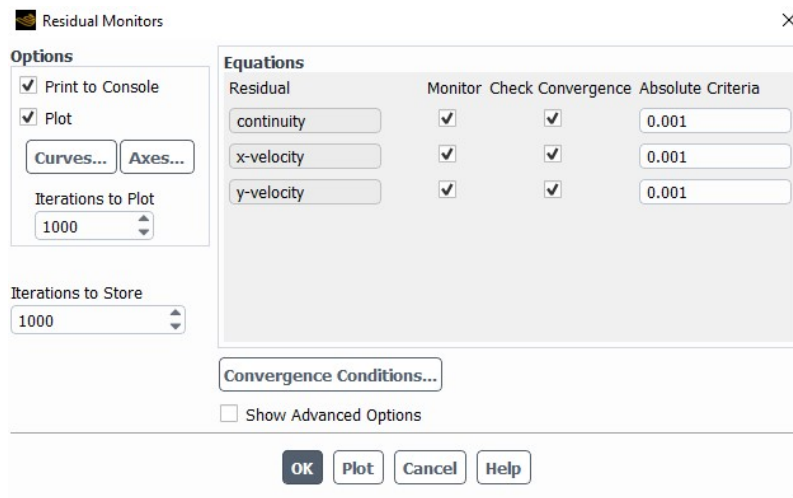 Residual Monitors
Options
Print to Console
Plot
Curves... Axes...
Iterations to Plot
1000
Iterations to Store
1000
Equations
Residual Monitor Check Convergence Absolute Criteria
continuity 0.001
x-velocity 0.001
y-velocity 0.001
Convergence Conditions...
Show Advanced Options
OK Plot Cancel Help